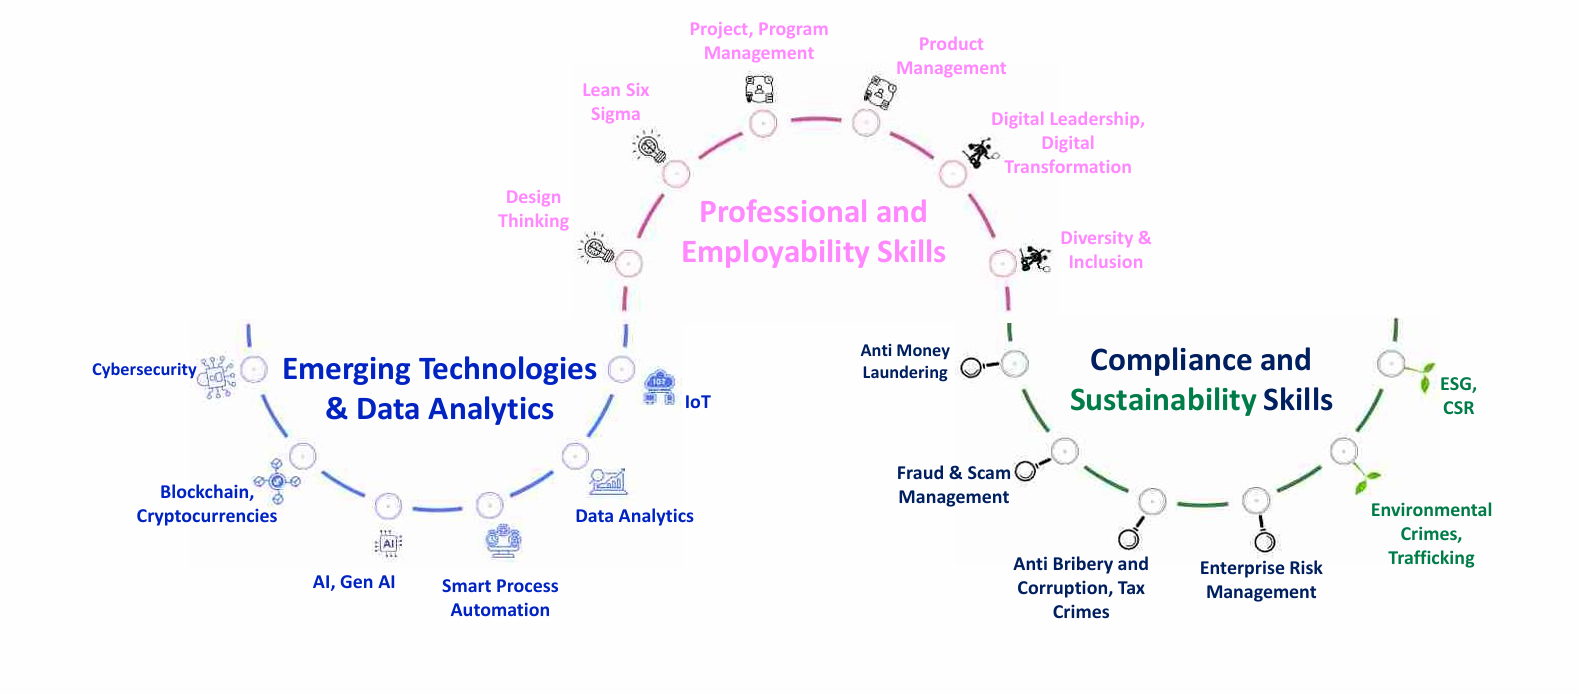 Project, Program
Management
Product
Management
Lean Six
Sigma
Digital Leadership,
Digital
Transformation
Design
Thinking
Professional and
Employability Skills
Diversity &
Inclusion
Cybersecurity
Emerging Technologies
& Data Analytics
IOT
IoT
Blockchain,
Cryptocurrencies
AI
AI, Gen AI
Smart Process
Automation
Data Analytics
Anti Money
Laundering
Compliance and
Sustainability Skills
ESG,
CSR
Fraud & Scam
Management
Anti Bribery and
Corruption, Tax
Crimes
Enterprise Risk
Management
Environmental
Crimes,
Trafficking